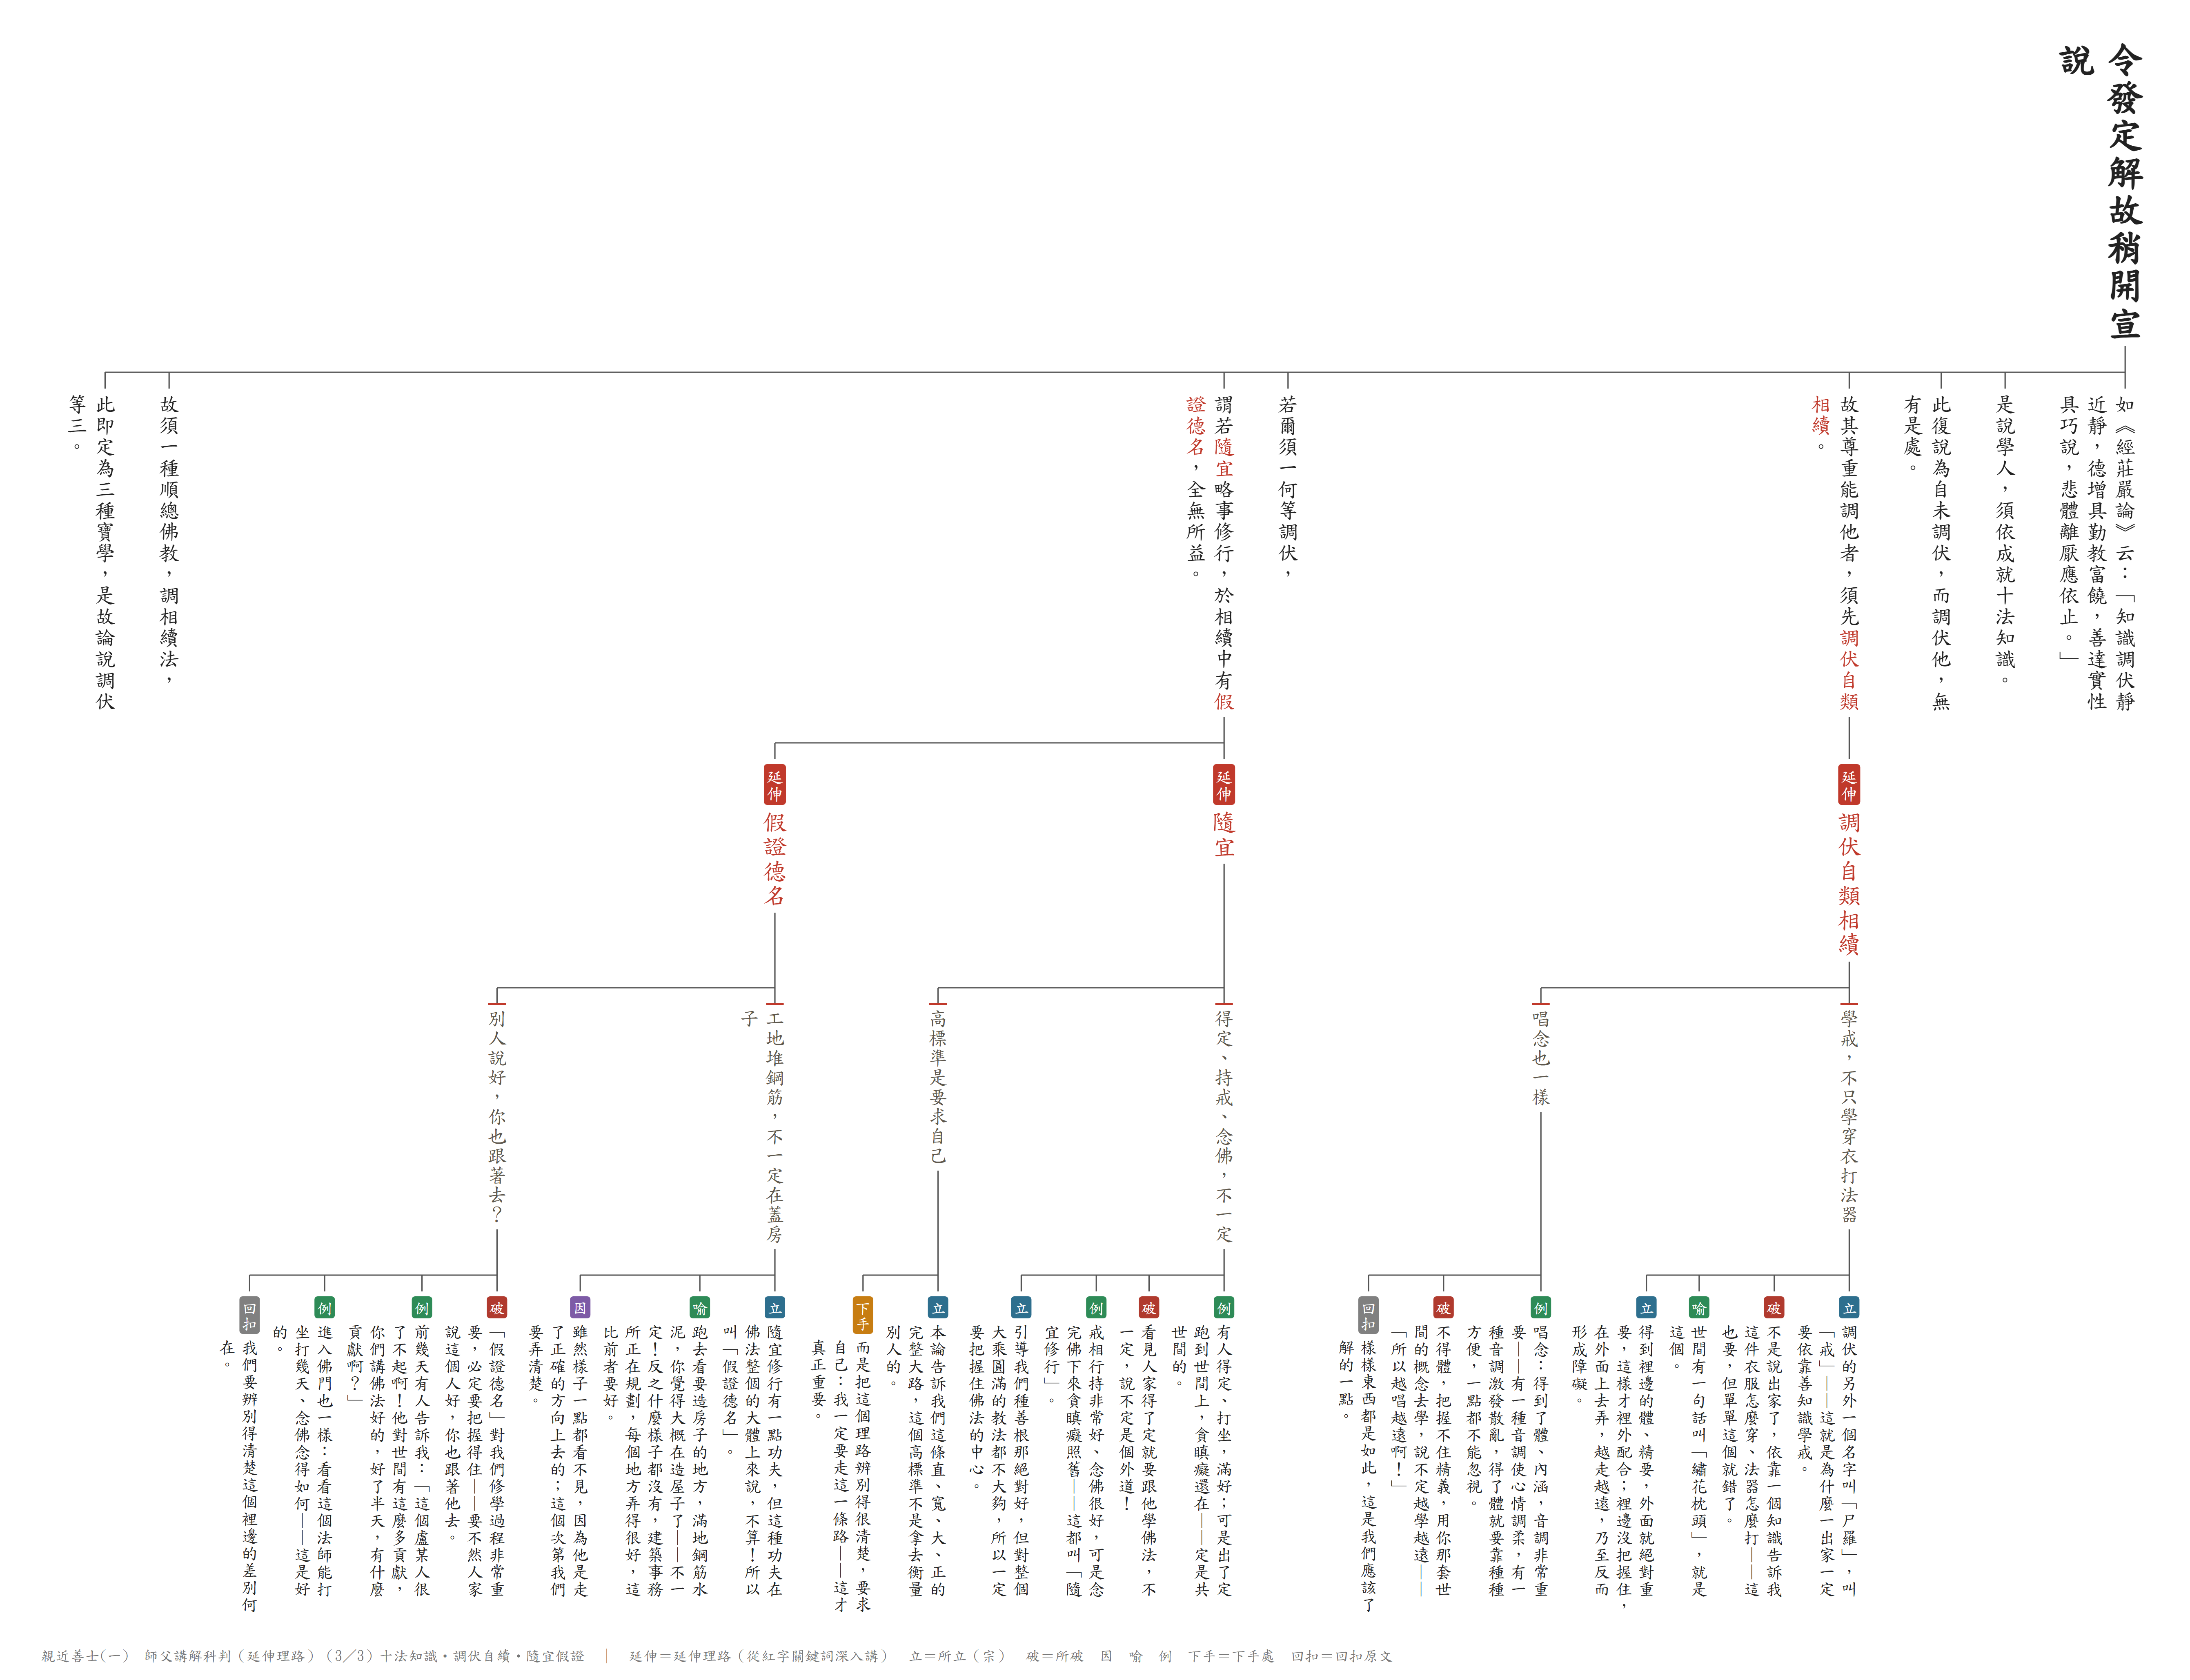 令發定解故稍開宣
說
如《經莊嚴論》云：「知識調伏靜
近靜，德增具勤教富饒，善達實性
具巧說，悲體離厭應依止。」
是說學人，須依成就十法知識。
此復說為自未調伏，而調伏他，無
有是處。
故其尊重能調他者，須先調伏自類
相續。
若爾須一何等調伏，
謂若隨宜略事修行，於相續中有假
證德名，全無所益。
故須一種順總佛教，調相續法，
此即定為三種寶學，是故論說調伏
等三。
延伸
調伏自類相續
延伸
隨宜
延伸
假證德名
學戒，不只學穿衣打法器
唱念也一樣
得定、持戒、念佛，不一定
高標準是要求自己
工地堆鋼筋，不一定在蓋房
子
別人說好，你也跟著去？
立
調伏的另外一個名字叫「尸羅」，叫
「戒」——這就是為什麼一出家一定
要依靠善知識學戒。
破
不是說出家了，依靠一個知識告訴我
這件衣服怎麼穿、法器怎麼打——這
也要，但單單這個就錯了。
喻
世間有一句話叫「繡花枕頭」，就是
這個。
立
得到裡邊的體、精要，外面就絕對重
要，這樣才裡外配合；裡邊沒把握住，
在外面上去弄，越走越遠，乃至反而
形成障礙。
例
唱念：得到了體、內涵，音調非常重
要——有一種音調使心情調柔，有一
種音調激發散亂，得了體就要靠種種
方便，一點都不能忽視。
破
不得體，把握不住精義，用你那套世
間的概念去學，說不定越學越遠——
「所以越唱越遠啊！」
回扣
樣樣東西都是如此，這是我們應該了
解的一點。
例
有人得定、打坐，滿好；可是出了定
跑到世間上，貪瞋癡還在——定是共
世間的。
破
看見人家得了定就要跟他學佛法，不
一定，說不定是個外道！
例
戒相行持非常好、念佛很好，可是念
完佛下來貪瞋癡照舊——這都叫「隨
宜修行」。
立
引導我們種善根那絕對好，但對整個
大乘圓滿的教法都不大夠，所以一定
要把握住佛法的中心。
立
本論告訴我們這條直、寬、大、正的
完整大路，這個高標準不是拿去衡量
別人的。
下手
而是把這個理路辨別得很清楚，要求
自己：我一定要走這一條路——這才
真正重要。
立
隨宜修行有一點功夫，但這種功夫在
佛法整個的大體上來說，不算！所以
叫「假證德名」。
喻
跑去看要造房子的地方，滿地鋼筋水
泥，你覺得大概在造屋子了——不一
定！反之什麼樣子都沒有，建築事務
所正在規劃，每個地方弄得很好，這
比前者要好。
因
雖然樣子一點都看不見，因為他是走
了正確的方向上去的；這個次第我們
要弄清楚。
破
「假證德名」對我們修學過程非常重
要，必定要把握得住——要不然人家
說這個人好，你也跟著他去。
例
前幾天有人告訴我：「這個盧某人很
了不起啊！他對世間有這麼多貢獻，
你們講佛法好的，好了半天，有什麼
貢獻啊？」
例
進入佛門也一樣：看看這個法師能打
坐打幾天、念佛念得如何——這是好
的。
回扣
我們要辨別得清楚這個裡邊的差別何
在。
親近善士(一)　師父講解科判（延伸理路）（3／3）十法知識・調伏自續・隨宜假證　｜　延伸＝延伸理路（從紅字關鍵詞深入講）　立＝所立（宗）　破＝所破　因　喻　例　下手＝下手處　回扣＝回扣原文